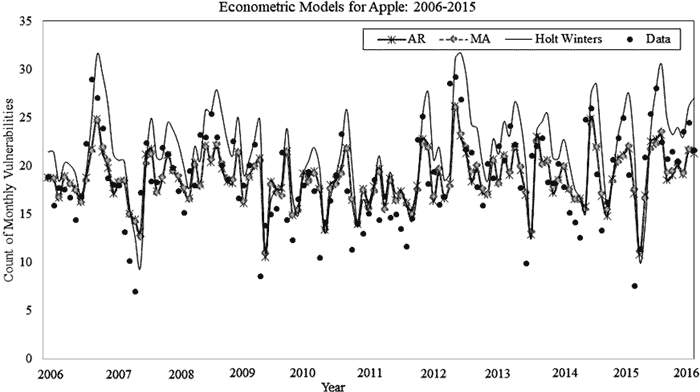 Econometric Models for Apple: 2006-2015
AR MA Holt Winters Data
Count of Monthly Vulnerabilities
35
30
25
20
15
10
5
0
2006 2007 2008 2009 2010 2011 2012 2013 2014 2015 2016
Year